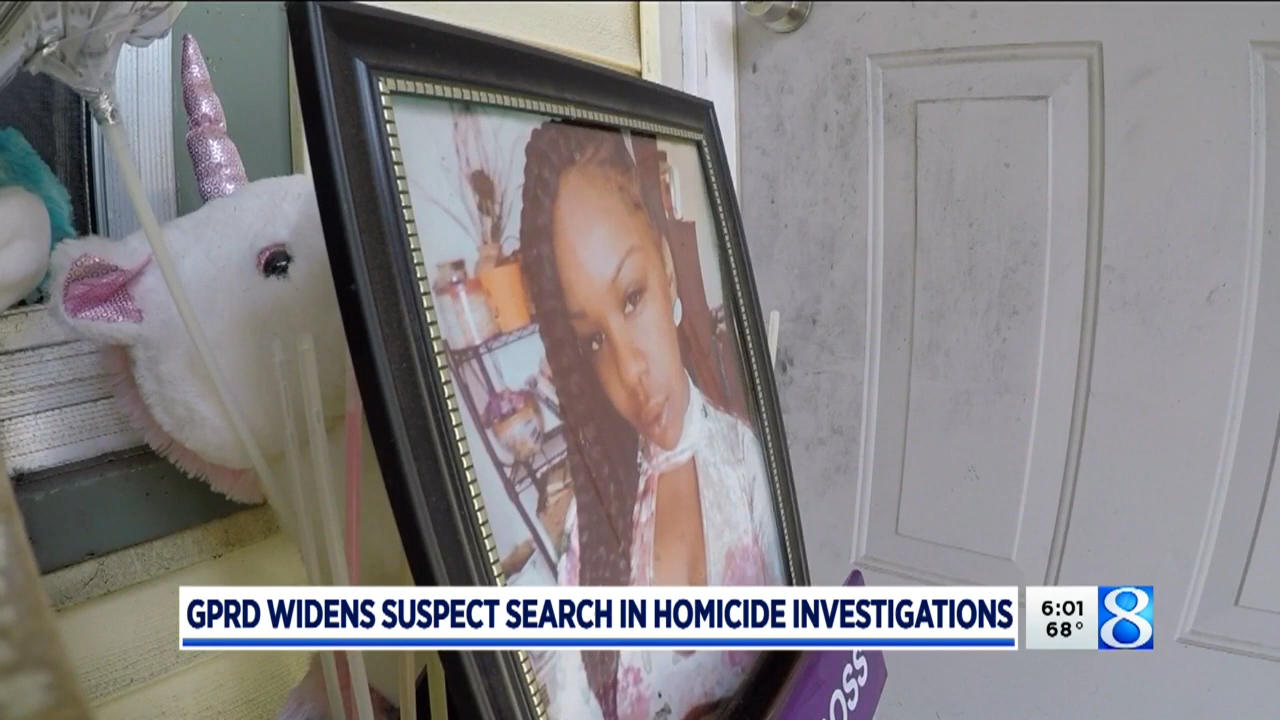 GPRD WIDENS SUSPECT SEARCH IN HOMICIDE INVESTIGATIONS
6:01
68°
8